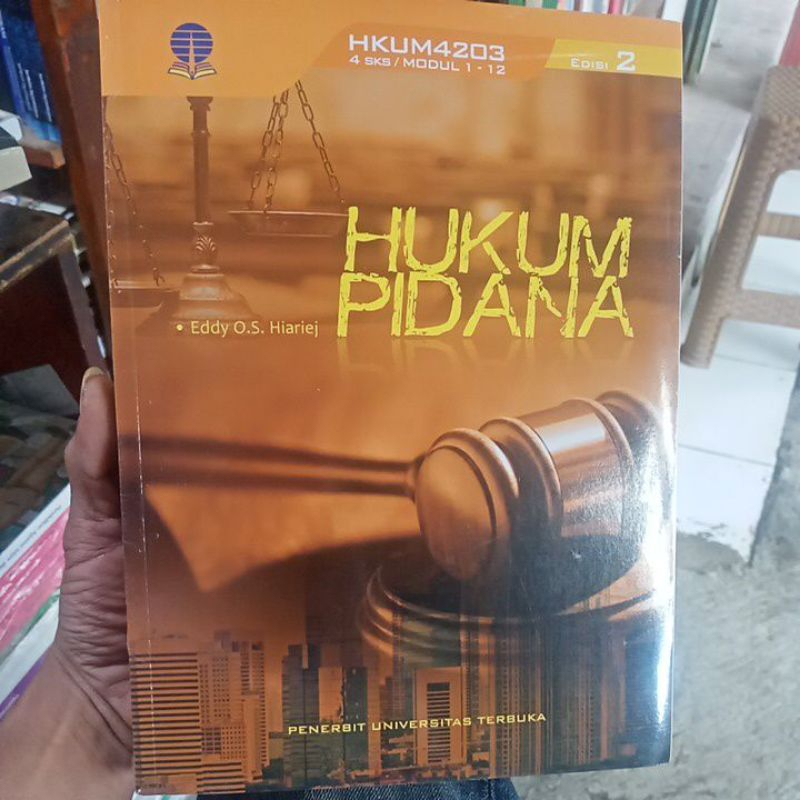 HKUM4203
4 SKS / MODUL 1 - 12
EDISI 2
HUKUM
PIDANA
• Eddy O.S. Hiariej
PENERBIT UNIVERSITAS TERBUKA